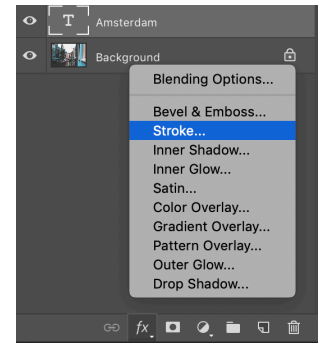 T Amsterdam
Background
Blending Options...
Bevel & Emboss...
Stroke...
Inner Shadow...
Inner Glow...
Satin...
Color Overlay...
Gradient Overlay...
Pattern Overlay...
Outer Glow...
Drop Shadow...
fx